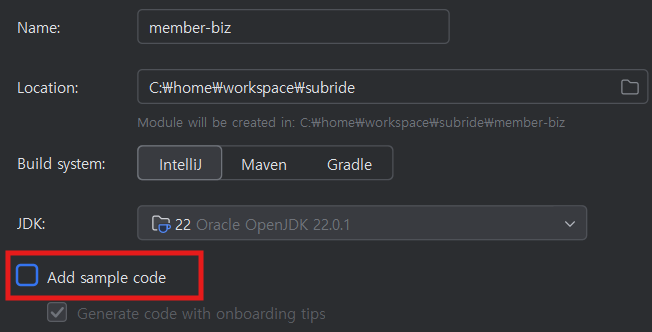 Name: member-biz
Location: C:₩home₩workspace₩subride
Module will be created in: C:₩home₩workspace₩subride₩member-biz
Build system: IntelliJ Maven Gradle
JDK: 22 Oracle OpenJDK 22.0.1
Add sample code
Generate code with onboarding tips